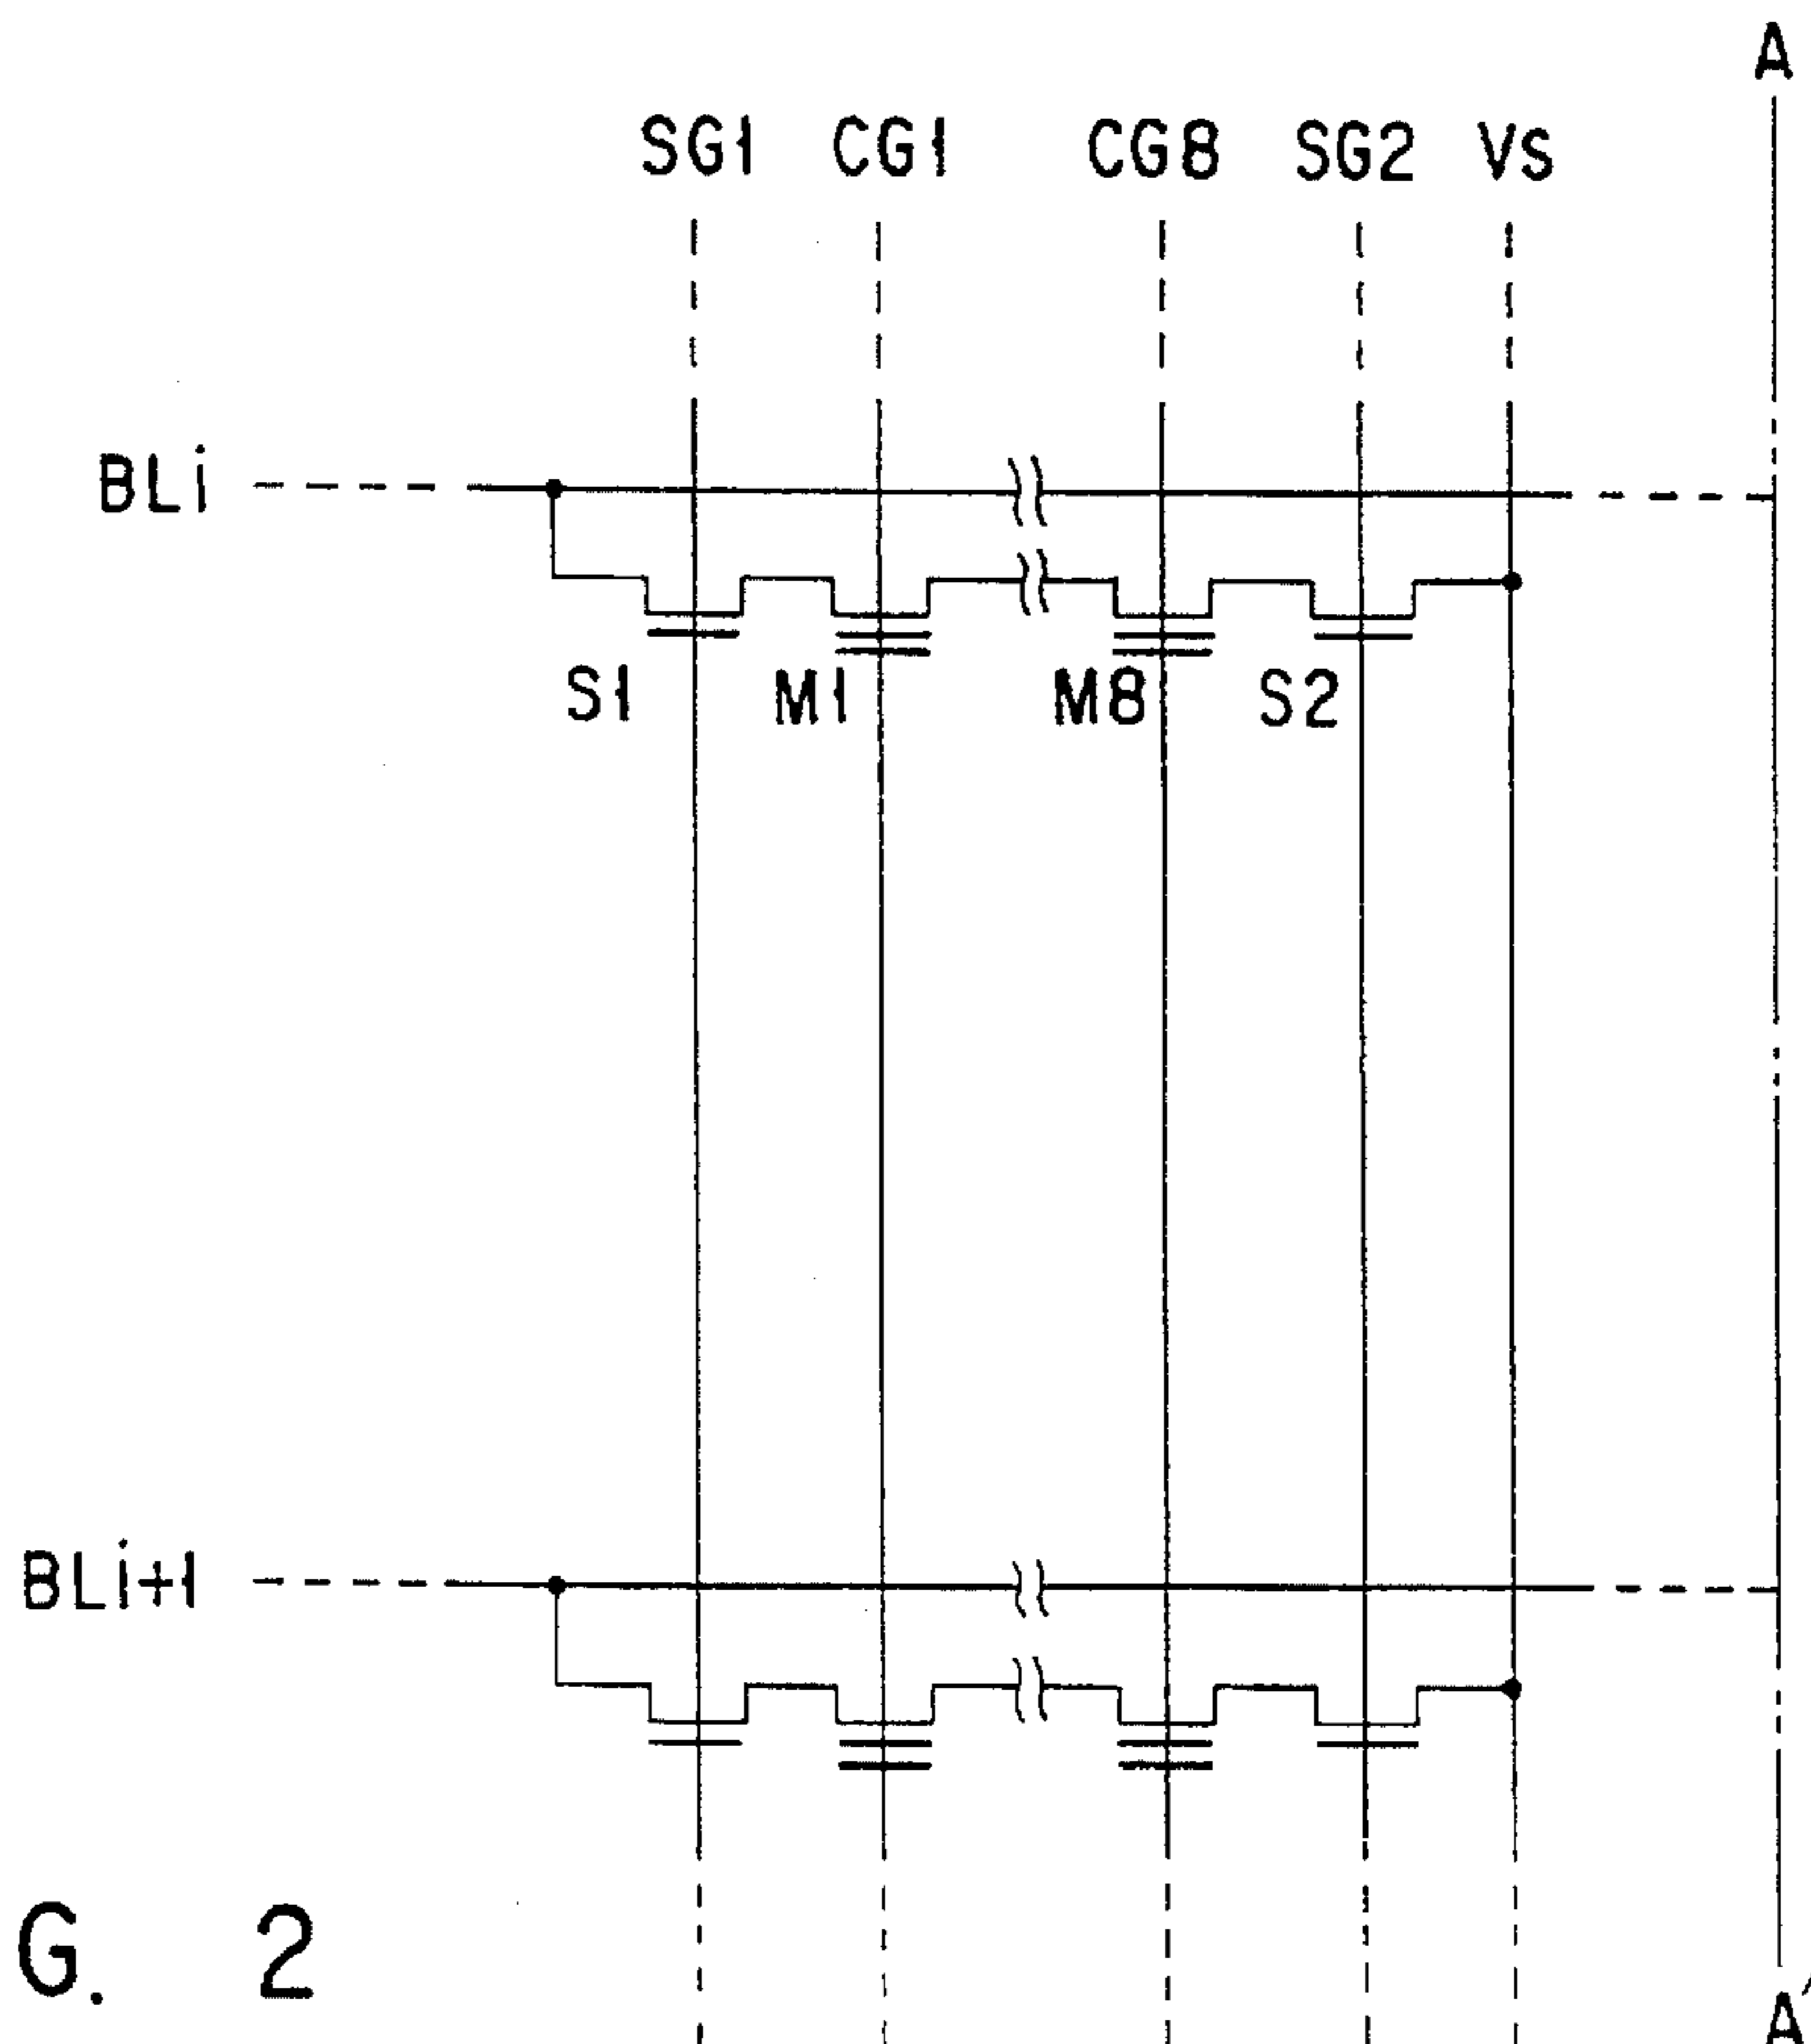 A
SG1 CG1 CG8 SG2 VS
BLi
S1 M1 M8 S2
BLi+1
G. 2
A'